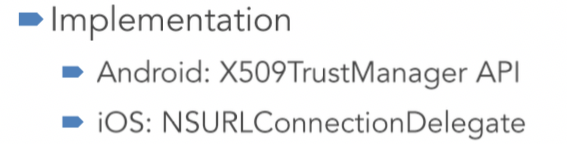 Implementation
Android: X509TrustManager API
iOS: NSURLConnectionDelegate